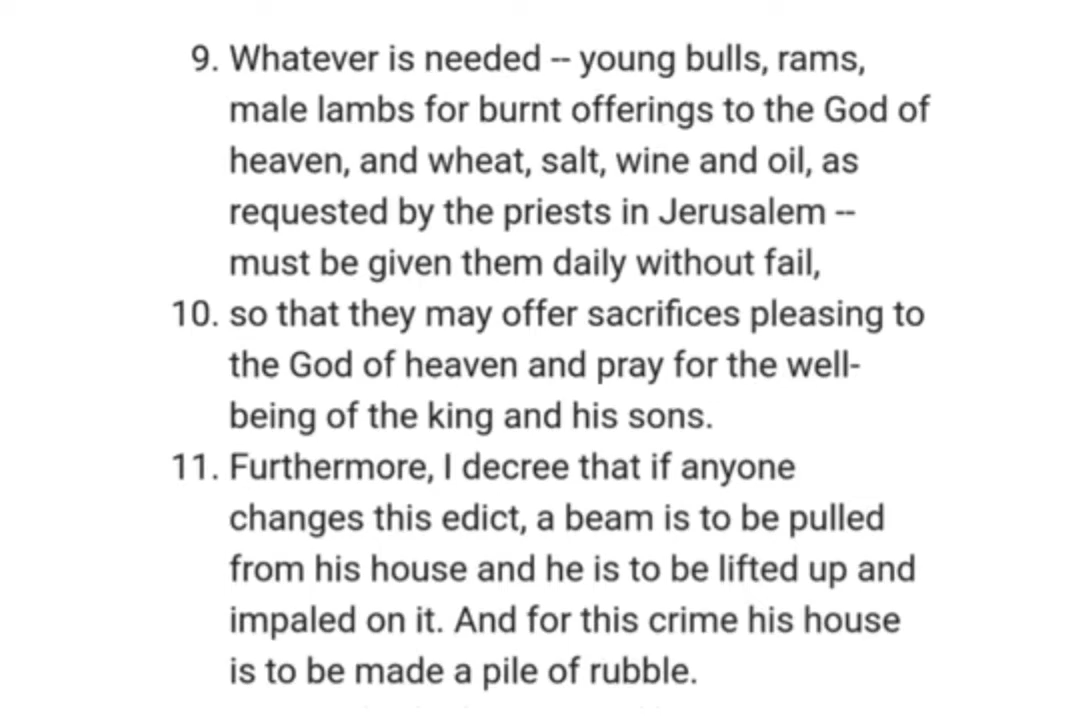 9. Whatever is needed -- young bulls, rams,
male lambs for burnt offerings to the God of
heaven, and wheat, salt, wine and oil, as
requested by the priests in Jerusalem --
must be given them daily without fail,
10. so that they may offer sacrifices pleasing to
the God of heaven and pray for the well-
being of the king and his sons.
11. Furthermore, I decree that if anyone
changes this edict, a beam is to be pulled
from his house and he is to be lifted up and
impaled on it. And for this crime his house
is to be made a pile of rubble.